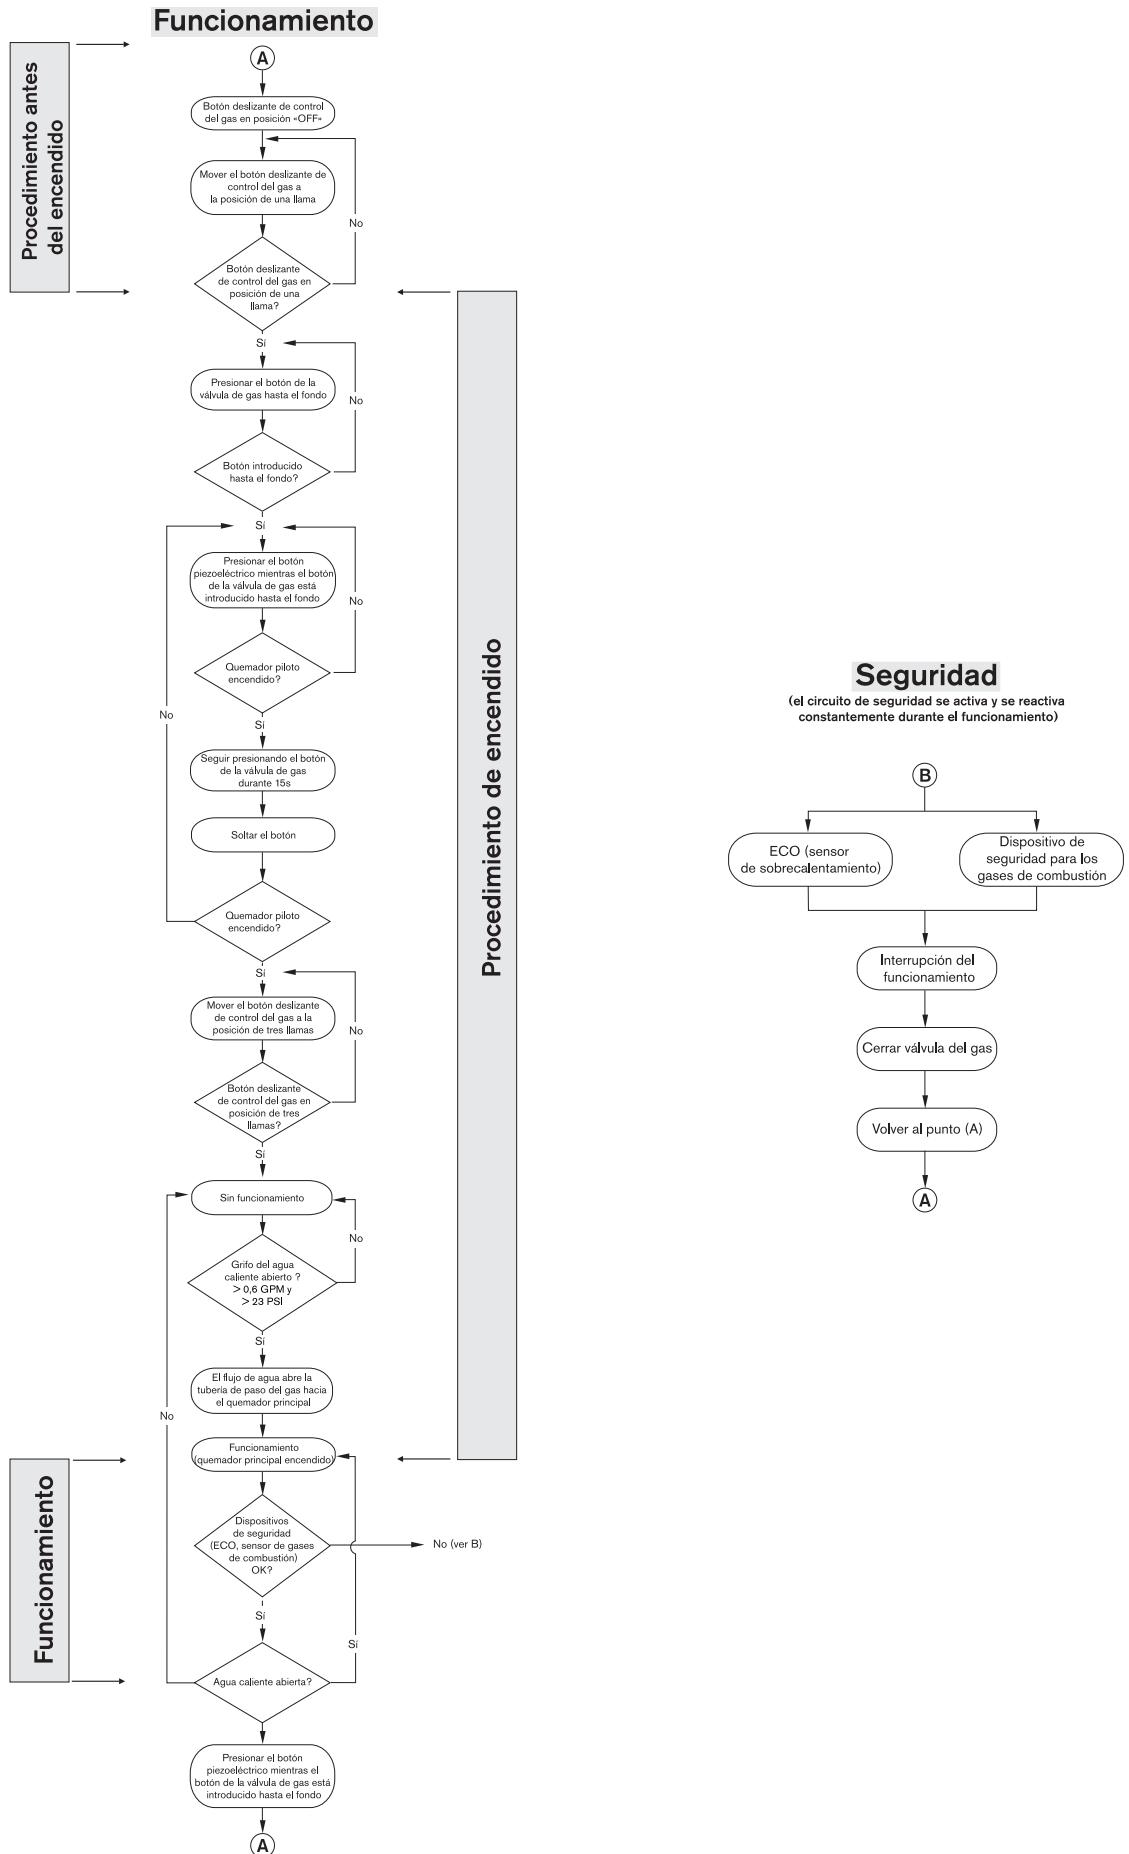 Funcionamiento
Procedimiento antes
del encendido
A
Botón deslizante de control
del gas en posición «OFF»
Mover el botón deslizante de
control del gas a
la posición de una llama
No
Botón deslizante
de control del gas en
posición de una
llama?
Sí
Presionar el botón de la
válvula de gas hasta el fondo
No
Botón introducido
hasta el fondo?
Sí
Presionar el botón
piezoeléctrico mientras el botón
de la válvula de gas está
introducido hasta el fondo
No
Quemador piloto
encendido?
No
Sí
Seguir presionando el botón
de la válvula de gas
durante 15s
Soltar el botón
Quemador piloto
encendido?
Sí
Mover el botón deslizante
de control del gas a la
posición de tres llamas
No
Botón deslizante
de control del gas en
posición de tres
llamas?
Sí
Sin funcionamiento
No
Grifo del agua
caliente abierto ?
> 0,6 GPM y
> 23 PSI
Sí
El flujo de agua abre la
tubería de paso del gas hacia
el quemador principal
No
Funcionamiento
(quemador principal encendido)
Dispositivos
de seguridad
(ECO, sensor de gases
de combustión)
OK?
No (ver B)
Sí
Sí
Agua caliente abierta?
Presionar el botón
piezoeléctrico mientras el
botón de la válvula de gas está
introducido hasta el fondo
A
Procedimiento de encendido
Funcionamiento
Seguridad
(el circuito de seguridad se activa y se reactiva
constantemente durante el funcionamiento)
B
ECO (sensor
de sobrecalentamiento)
Dispositivo de
seguridad para los
gases de combustión
Interrupción del
funcionamiento
Cerrar válvula del gas
Volver al punto (A)
A